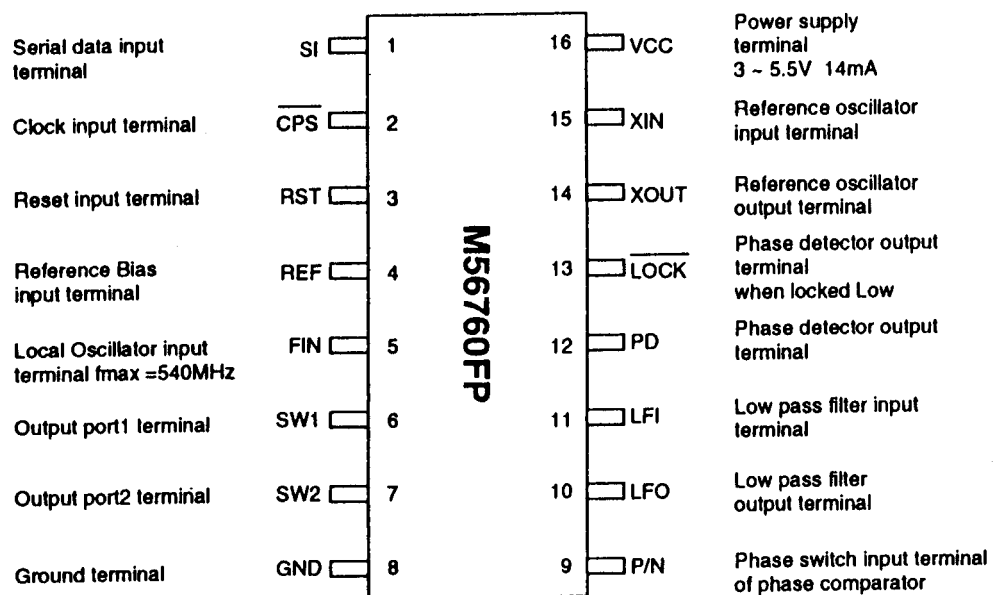 Serial data input
terminal
SI 1
Clock input terminal
CPS 2
Reset input terminal
RST 3
Reference Bias
input terminal
REF 4
Local Oscillator input
terminal fmax =540MHz
FIN 5
Output port1 terminal
SW1 6
Output port2 terminal
SW2 7
Ground terminal
GND 8
M56760FP
16 VCC
Power supply
terminal
3 ~ 5.5V 14mA
15 XIN
Reference oscillator
input terminal
14 XOUT
Reference oscillator
output terminal
13 LOCK
Phase detector output
terminal
when locked Low
12 PD
Phase detector output
terminal
11 LFI
Low pass filter input
terminal
10 LFO
Low pass filter
output terminal
9 P/N
Phase switch input terminal
of phase comparator